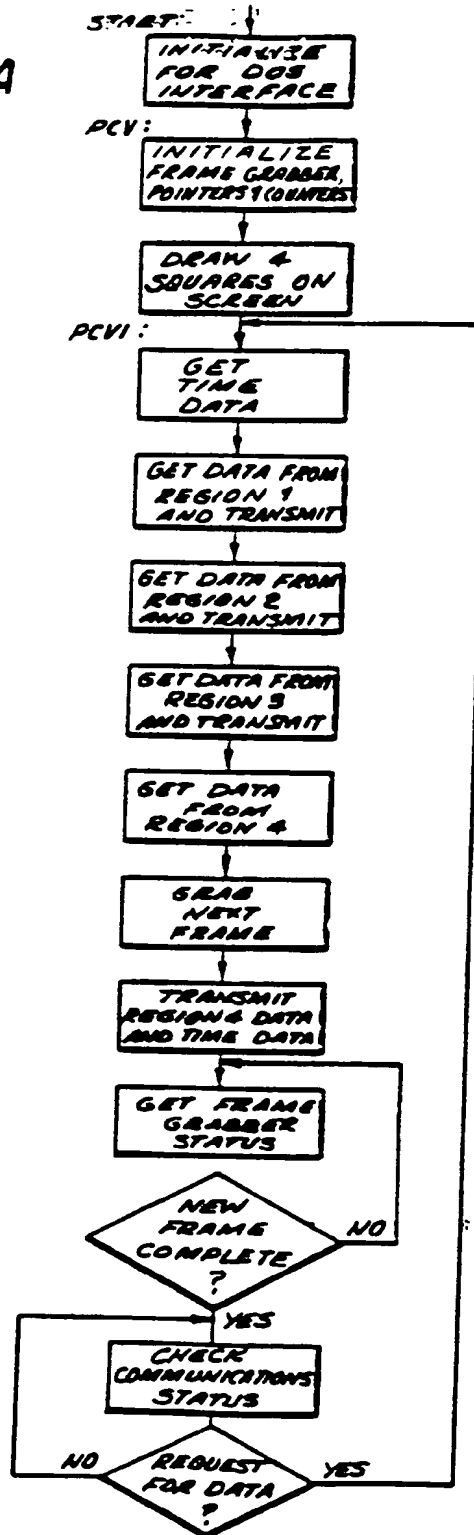 A
START:
INITIALIZE
FOR DOS
INTERFACE
PCV:
INITIALIZE
FRAME GRABBER,
POINTERS & COUNTERS
DRAW 4
SQUARES ON
SCREEN
PCV1:
GET
TIME
DATA
GET DATA FROM
REGION 1
AND TRANSMIT
GET DATA FROM
REGION 2
AND TRANSMIT
GET DATA FROM
REGION 3
AND TRANSMIT
GET DATA
FROM
REGION 4
GRAB
NEXT
FRAME
TRANSMIT
REGION 4 DATA
AND TIME DATA
GET FRAME
GRABBER
STATUS
NEW
FRAME
COMPLETE
?
NO
YES
CHECK
COMMUNICATIONS
STATUS
NO
REQUEST
FOR DATA
?
YES